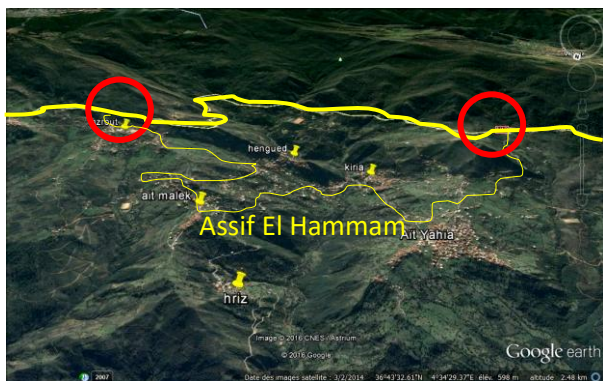 hengued
kiria
ait malek
Assif El Hammam
Ait Yahia
hriz
Image © 2016 CNES / Astrium
© 2016 Google
Google earth
2007
Date des images satellite : 3/2/2014 36°43'32.61"N 4°34'29.37"E élév. 598 m altitude 2.48 km